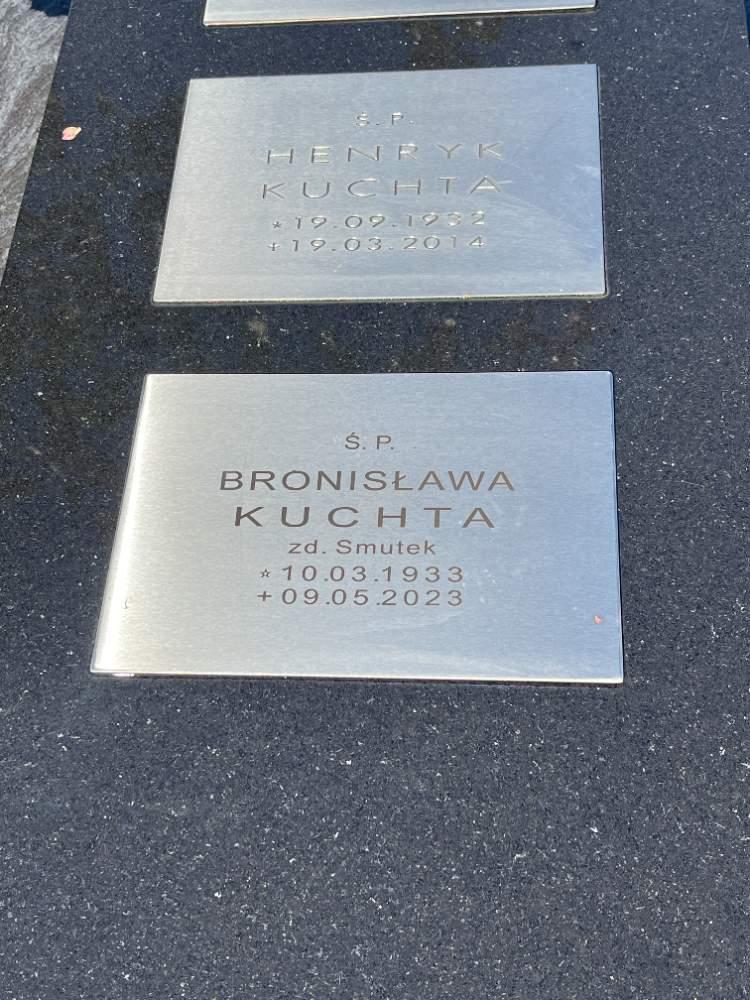 Ś. P.
HENRYK
KUCHTA
* 19.09.1932
+ 19.03.2014
Ś. P.
BRONISŁAWA
KUCHTA
zd. Smutek
☆ 10.03.1933
+ 09.05.2023